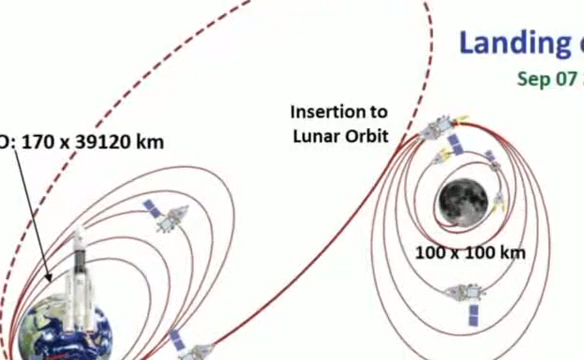 Landing
Sep 07
Insertion to
Lunar Orbit
O: 170 x 39120 km
100 x 100 km